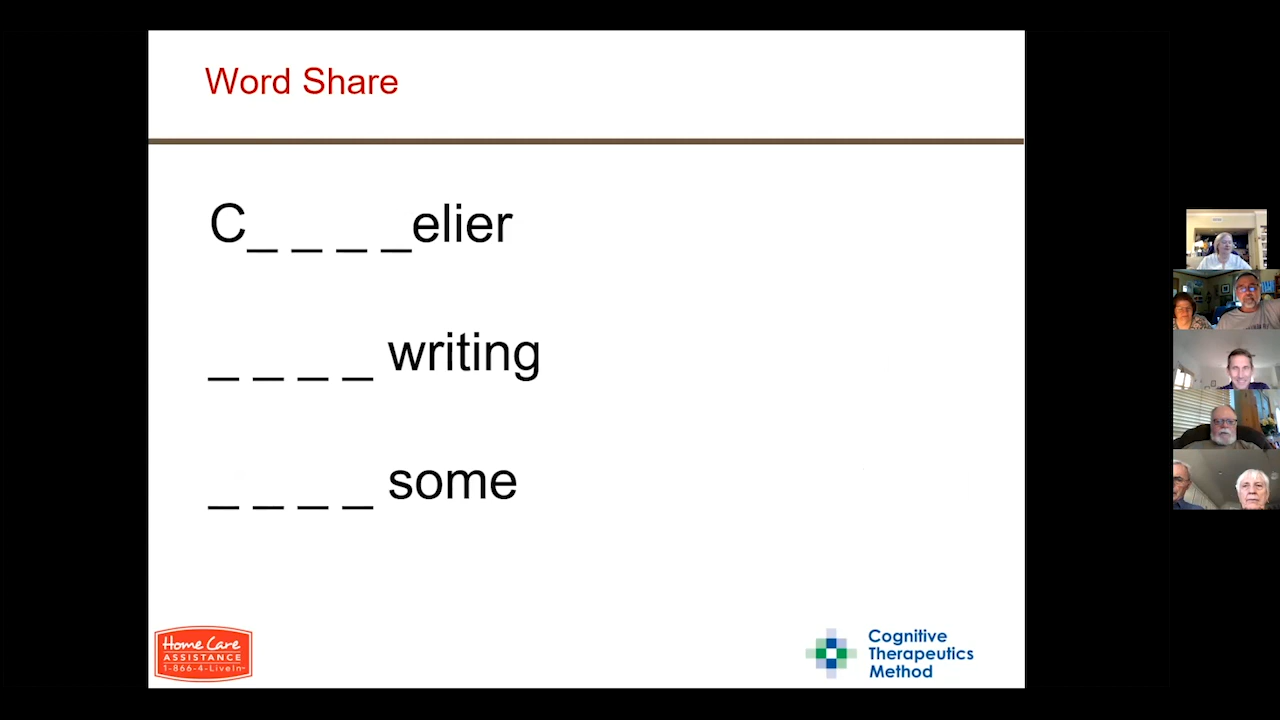 Word Share
C_ _ _ _elier
_ _ _ _ writing
_ _ _ _ some
Home Care
ASSISTANCE
1-866-4-LiveIn
Cognitive
Therapeutics
Method